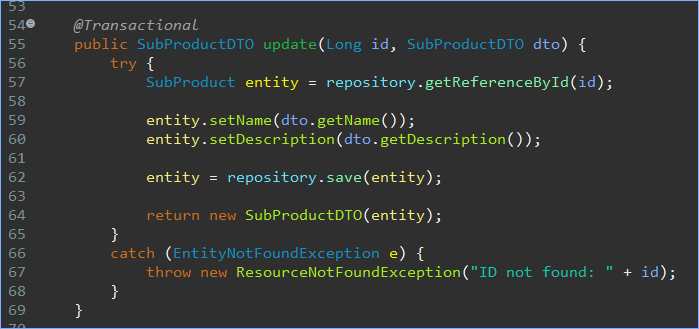 53
54 @Transactional
55 public SubProductDTO update(Long id, SubProductDTO dto) {
56 try {
57 SubProduct entity = repository.getReferenceById(id);
58
59 entity.setName(dto.getName());
60 entity.setDescription(dto.getDescription());
61
62 entity = repository.save(entity);
63
64 return new SubProductDTO(entity);
65 }
66 catch (EntityNotFoundException e) {
67 throw new ResourceNotFoundException("ID not found: " + id);
68 }
69 }
70